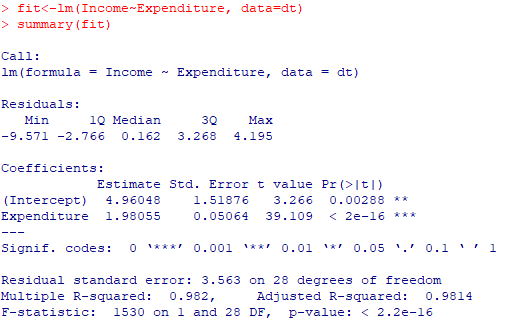 > fit<-lm(Income~Expenditure, data=dt)
> summary(fit)
Call:
lm(formula = Income ~ Expenditure, data = dt)
Residuals:
   Min     1Q Median     3Q    Max
-9.571 -2.766  0.162  3.268  4.195
Coefficients:
            Estimate Std. Error t value Pr(>|t|)
(Intercept)  4.96048    1.51876   3.266  0.00288 **
Expenditure  1.98055    0.05064  39.109  < 2e-16 ***
---
Signif. codes:  0 ‘***’ 0.001 ‘**’ 0.01 ‘*’ 0.05 ‘.’ 0.1 ‘ ’ 1
Residual standard error: 3.563 on 28 degrees of freedom
Multiple R-squared:  0.982,     Adjusted R-squared:  0.9814
F-statistic:  1530 on 1 and 28 DF,  p-value: < 2.2e-16